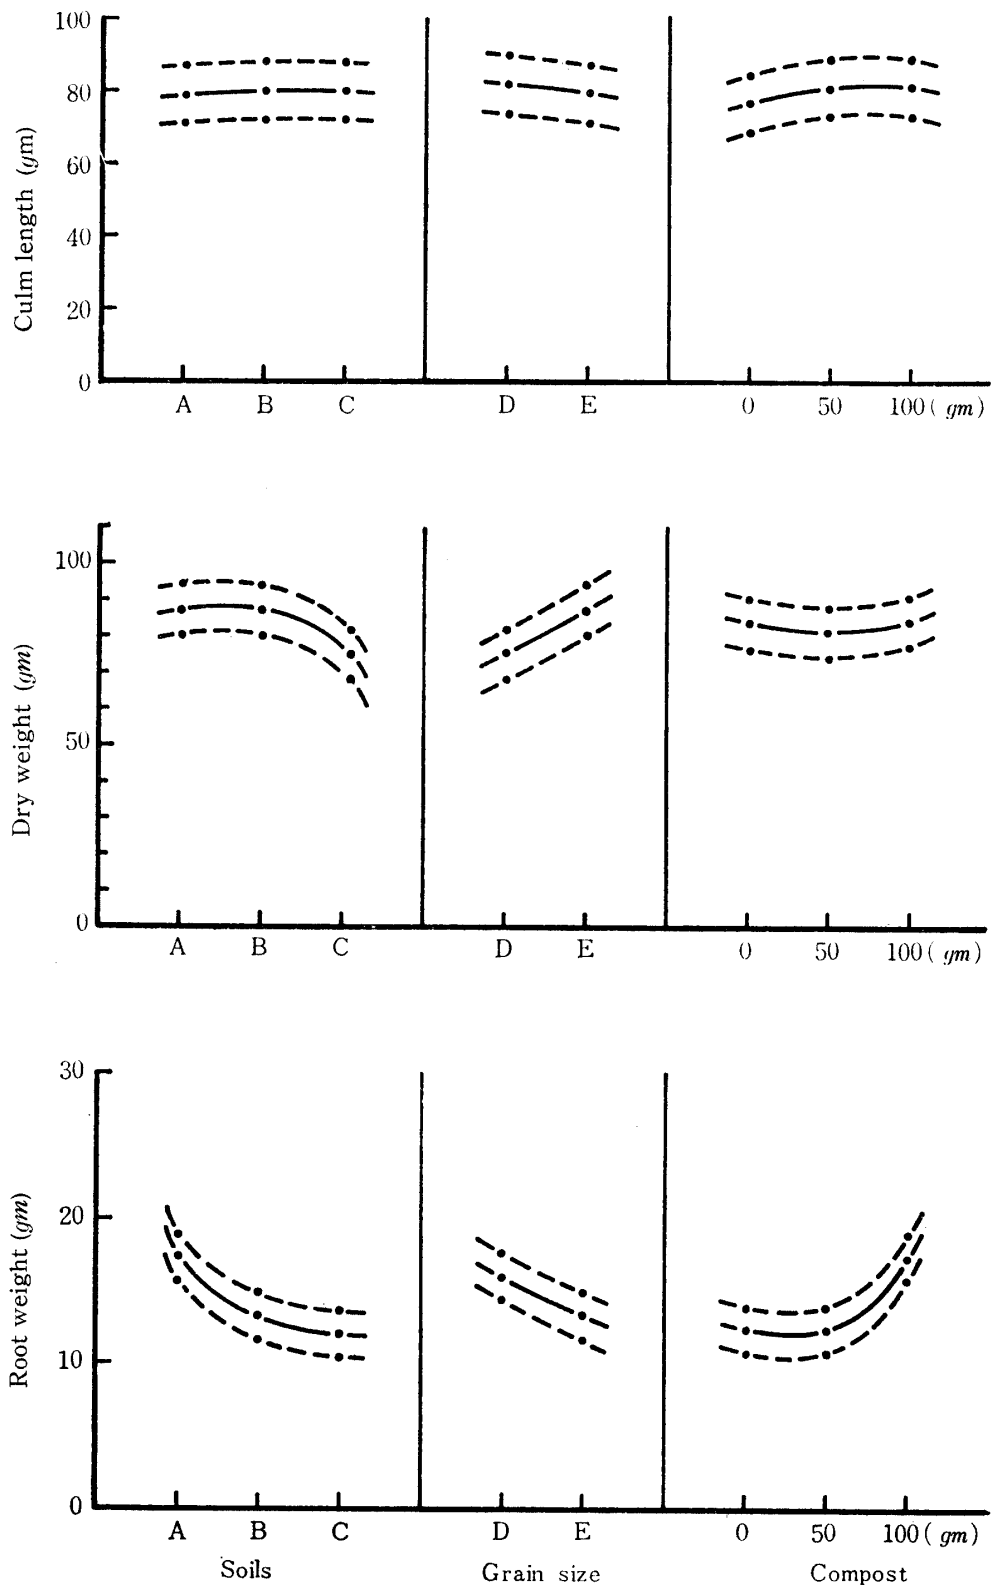 100
80
60
40
20
0
Culm length (gm)
A B C D E 0 50 100 ( gm )
100
50
0
Dry weight (gm)
A B C D E 0 50 100 ( gm )
30
20
10
0
Root weight (gm)
A B C D E 0 50 100 ( gm )
Soils Grain size Compost